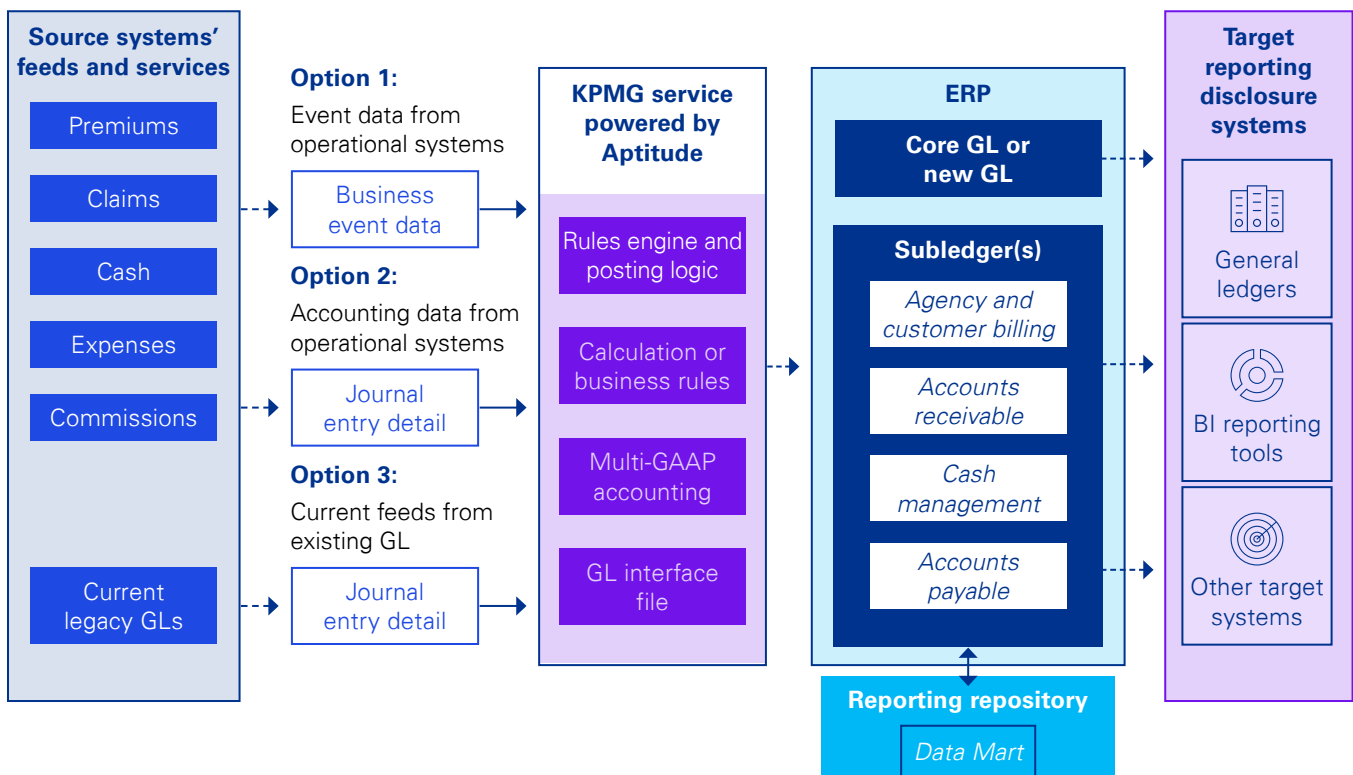 Source systems’
feeds and services
Premiums
Claims
Cash
Expenses
Commissions
Current
legacy GLs
Option 1:
Event data from
operational systems
Business
event data
Option 2:
Accounting data from
operational systems
Journal
entry detail
Option 3:
Current feeds from
existing GL
Journal
entry detail
KPMG service
powered by
Aptitude
Rules engine and
posting logic
Calculation or
business rules
Multi-GAAP
accounting
GL interface
file
ERP
Core GL or
new GL
Subledger(s)
Agency and
customer billing
Accounts
receivable
Cash
management
Accounts
payable
Reporting repository
Data Mart
Target
reporting
disclosure
systems
General
ledgers
BI reporting
tools
Other target
systems